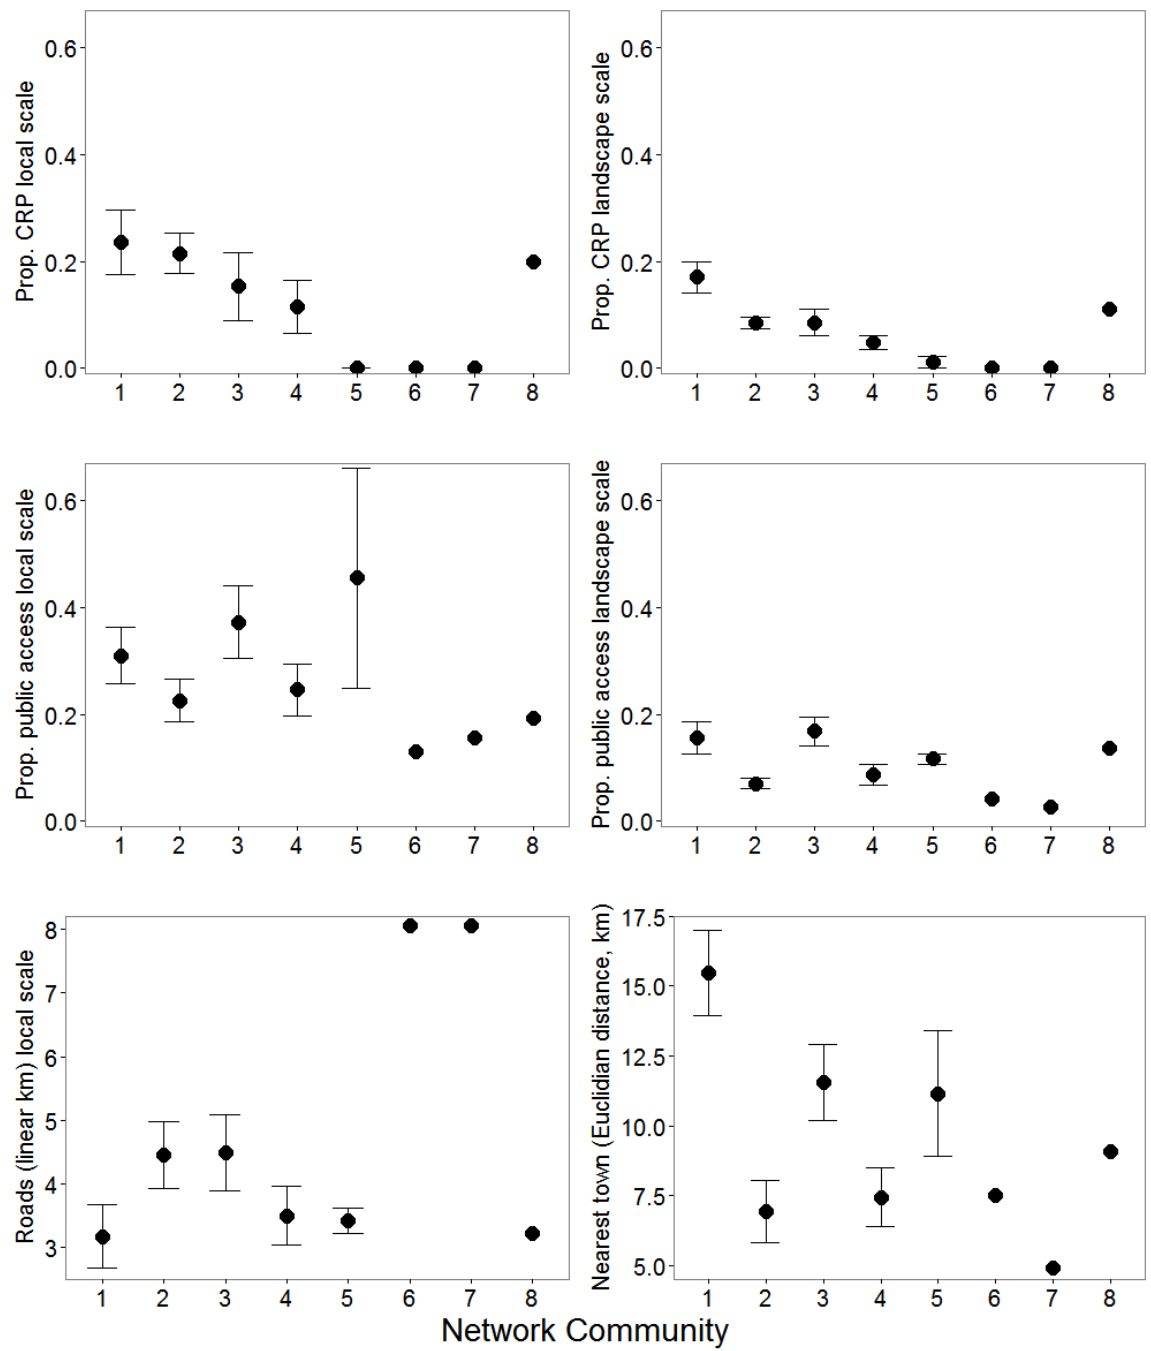 Prop. CRP local scale
0.6
0.4
0.2
0.0
1 2 3 4 5 6 7 8
Prop. CRP landscape scale
0.6
0.4
0.2
0.0
1 2 3 4 5 6 7 8
Prop. public access local scale
0.6
0.4
0.2
0.0
1 2 3 4 5 6 7 8
Prop. public access landscape scale
0.6
0.4
0.2
0.0
1 2 3 4 5 6 7 8
Roads (linear km) local scale
8
7
6
5
4
3
1 2 3 4 5 6 7 8
Nearest town (Euclidian distance, km)
17.5
15.0
12.5
10.0
7.5
5.0
1 2 3 4 5 6 7 8
Network Community